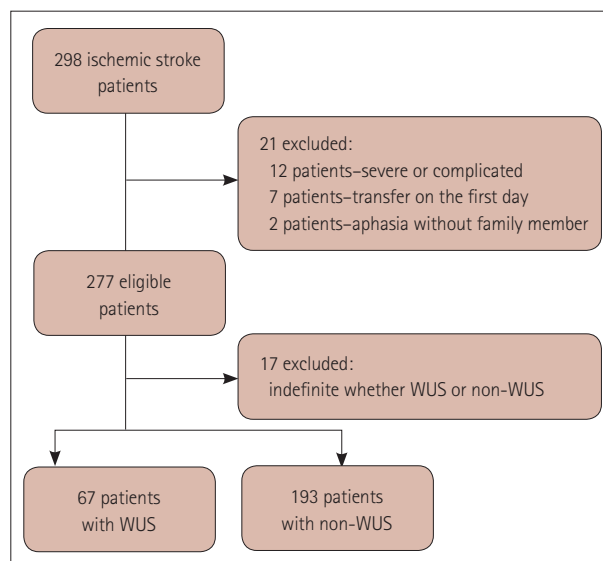 298 ischemic stroke
patients
21 excluded:
12 patients–severe or complicated
7 patients–transfer on the first day
2 patients–aphasia without family member
277 eligible
patients
17 excluded:
indefinite whether WUS or non-WUS
67 patients
with WUS
193 patients
with non-WUS